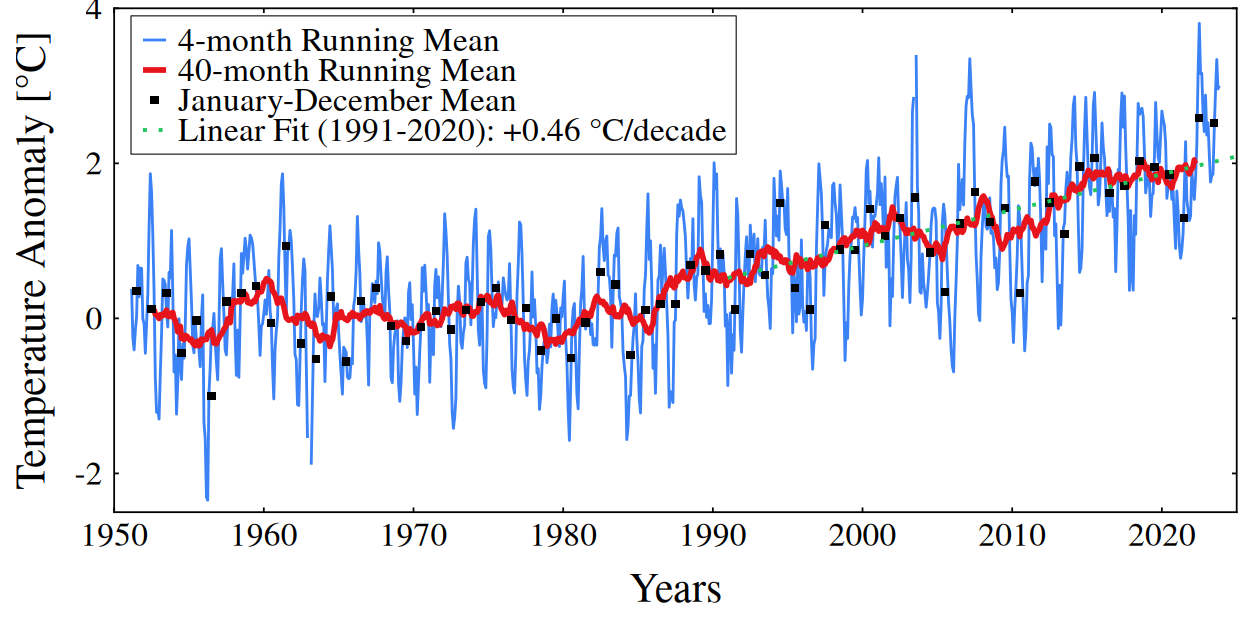 4
2
0
-2
Temperature Anomaly [°C]
4-month Running Mean
40-month Running Mean
January-December Mean
Linear Fit (1991-2020): +0.46 °C/decade
1950 1960 1970 1980 1990 2000 2010 2020
Years